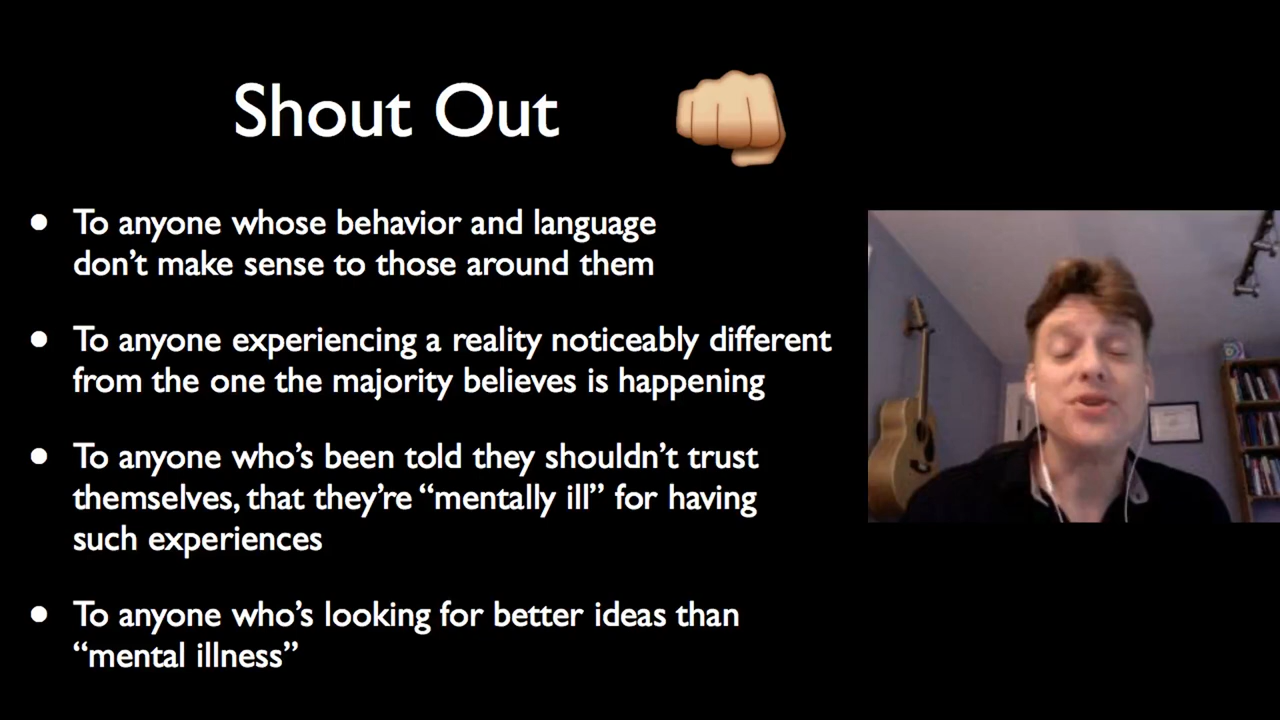 Shout Out
• To anyone whose behavior and language
don’t make sense to those around them
• To anyone experiencing a reality noticeably different
from the one the majority believes is happening
• To anyone who’s been told they shouldn’t trust
themselves, that they’re “mentally ill” for having
such experiences
• To anyone who’s looking for better ideas than
“mental illness”